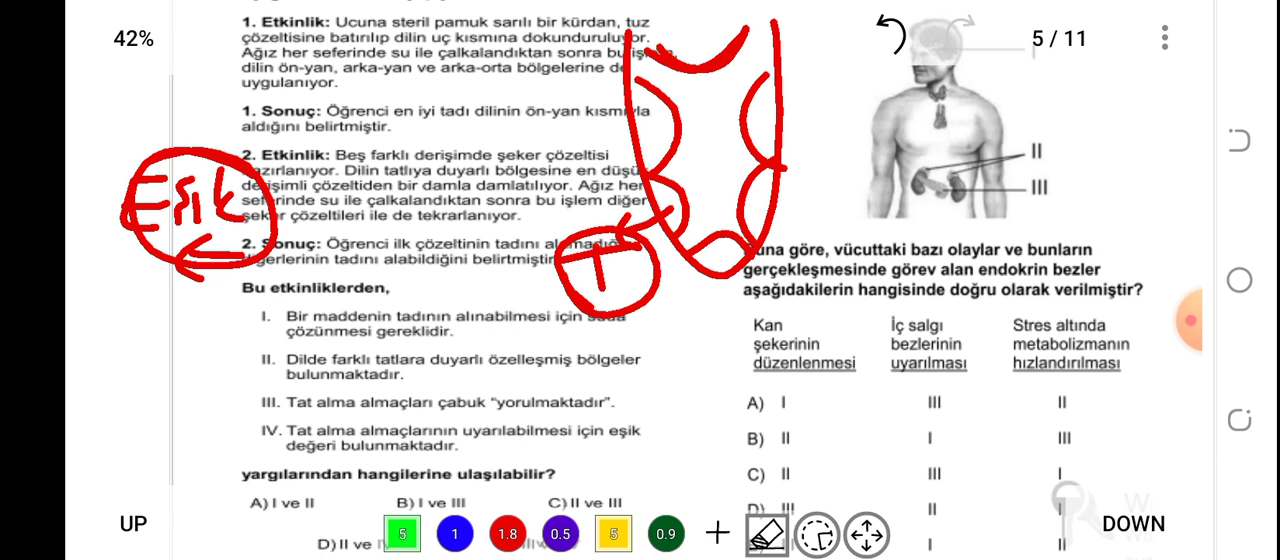 42%
1. Etkinlik: Ucuna steril pamuk sarılı bir kürdan, tuz
çözeltisine batırılıp dilin uç kısmına dokunduruluyor.
Ağız her seferinde su ile çalkalandıktan sonra bu
dilin ön-yan, arka-yan ve arka-orta bölgelerine de
uygulanıyor.
1. Sonuç: Öğrenci en iyi tadı dilinin ön-yan kısmıyla
aldığını belirtmiştir.
2. Etkinlik: Beş farklı derişimde şeker çözeltisi
hazırlanıyor. Dilin tatlıya duyarlı bölgesine en düşük
derişimli çözeltiden bir damla damlatılıyor. Ağız her
seferinde su ile çalkalandıktan sonra bu işlem diğer
şeker çözeltileri ile de tekrarlanıyor.
2. Sonuç: Öğrenci ilk çözeltinin tadını
diğerlerinin tadını alabildiğini belirtmiştir
Eşik
T
Bu etkinliklerden,
I. Bir maddenin tadının alınabilmesi için suda
çözünmesi gereklidir.
II. Dilde farklı tatlara duyarlı özelleşmiş bölgeler
bulunmaktadır.
III. Tat alma almaçları çabuk “yorulmaktadır”.
IV. Tat alma almaçlarının uyarılabilmesi için eşik
değeri bulunmaktadır.
yargılarından hangilerine ulaşılabilir?
A) I ve II B) I ve III C) II ve III
D) II ve
UP
5 / 11
I
II
III
Buna göre, vücuttaki bazı olaylar ve bunların
gerçekleşmesinde görev alan endokrin bezler
aşağıdakilerin hangisinde doğru olarak verilmiştir?
Kan şekerinin düzenlenmesi İç salgı bezlerinin uyarılması Stres altında metabolizmanın hızlandırılması
A) I III II
B) II I III
C) II III I
D) III II I
I II
5 1 1.8 0.5 5 0.9
DOWN